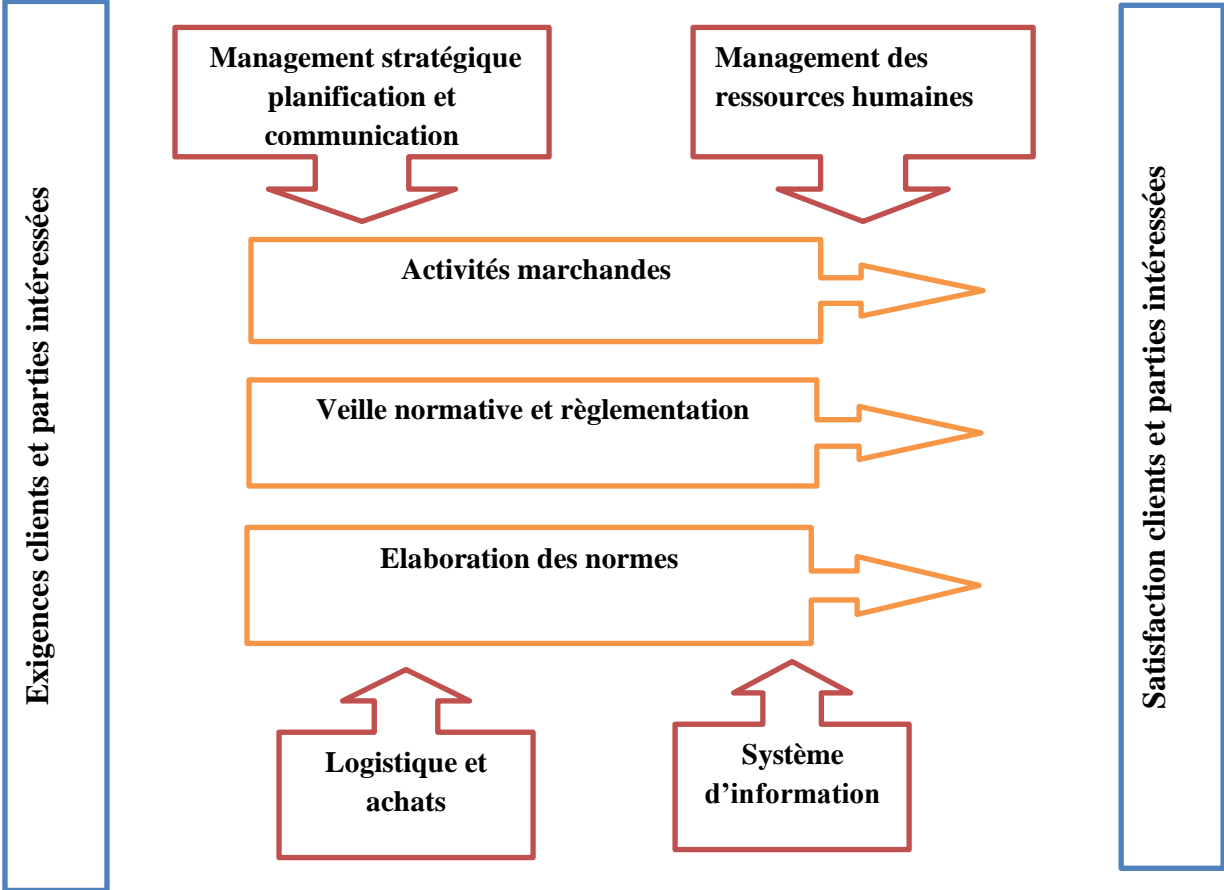 Exigences clients et parties intéressées
Management stratégique
planification et
communication
Management des
ressources humaines
Activités marchandes
Veille normative et règlementation
Elaboration des normes
Logistique et
achats
Système
d’information
Satisfaction clients et parties intéressées